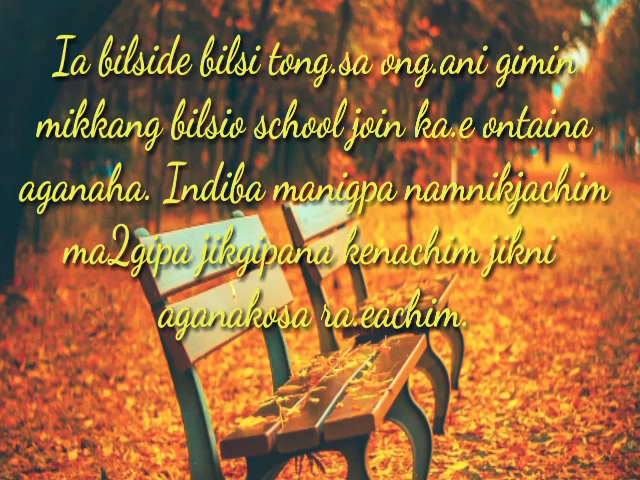 Ia bilside bilsi tong.sa ong.ani gimin
mikkang bilsio school join ka.e ontaina
aganaha. Indiba manigpa namnikjachim
ma2gipa jikgipana kenachim jikni
aganakosa ra.eachim.